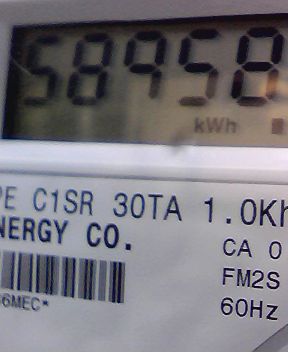 58958
kWh
PE C1SR 30TA 1.0Kh
NERGY CO.
CA 0
FM2S
6MEC*
60Hz